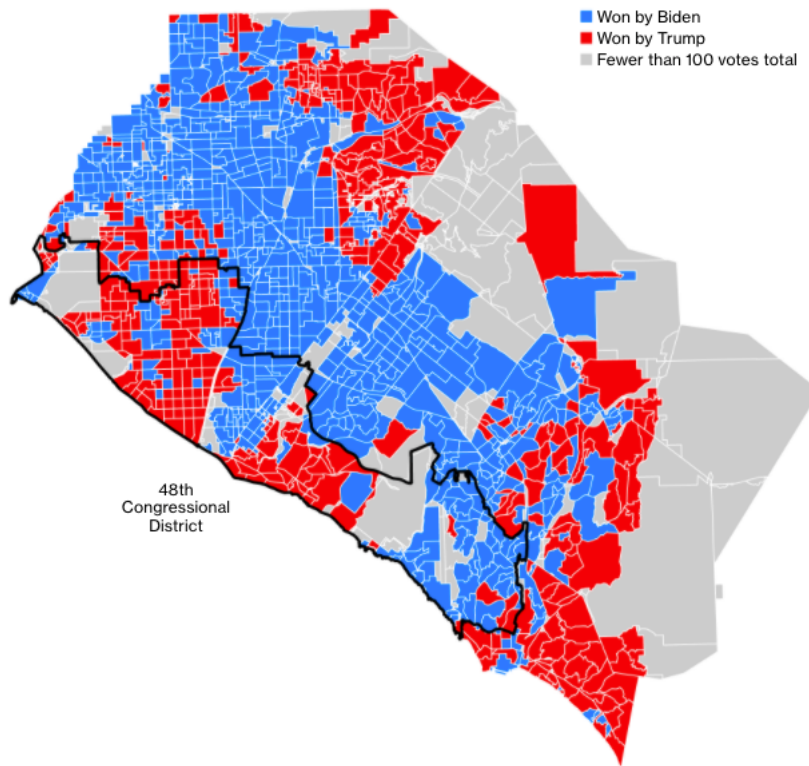 Won by Biden
Won by Trump
Fewer than 100 votes total
48th
Congressional
District